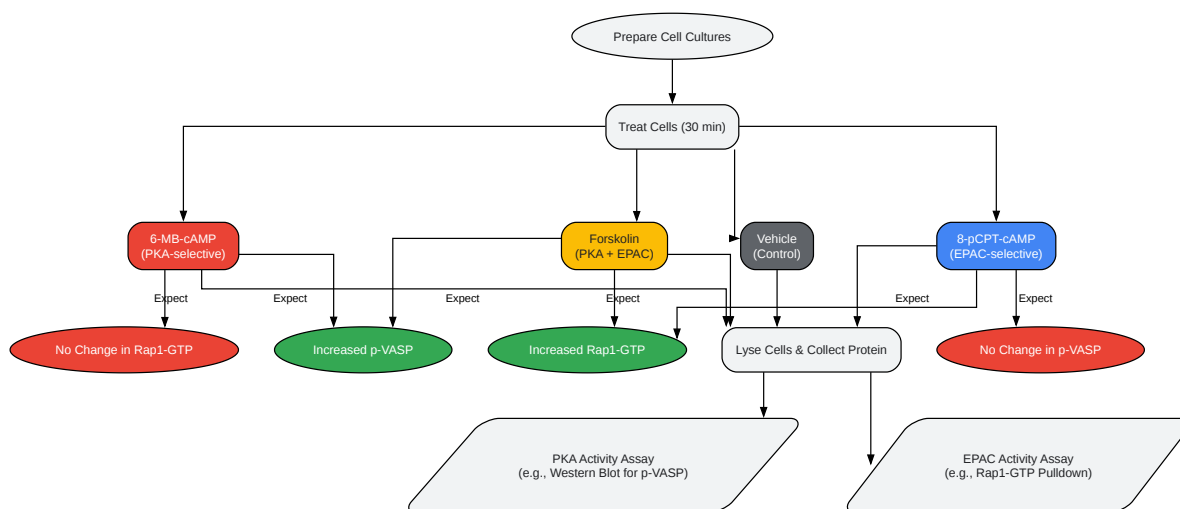 Prepare Cell Cultures
Treat Cells (30 min)
6-MB-cAMP
(PKA-selective)
Forskolin
(PKA + EPAC)
Vehicle
(Control)
8-pCPT-cAMP
(EPAC-selective)
Expect
Expect
Expect
Expect
Expect
Expect
No Change in Rap1-GTP
Increased p-VASP
Increased Rap1-GTP
Lyse Cells & Collect Protein
No Change in p-VASP
PKA Activity Assay
(e.g., Western Blot for p-VASP)
EPAC Activity Assay
(e.g., Rap1-GTP Pulldown)